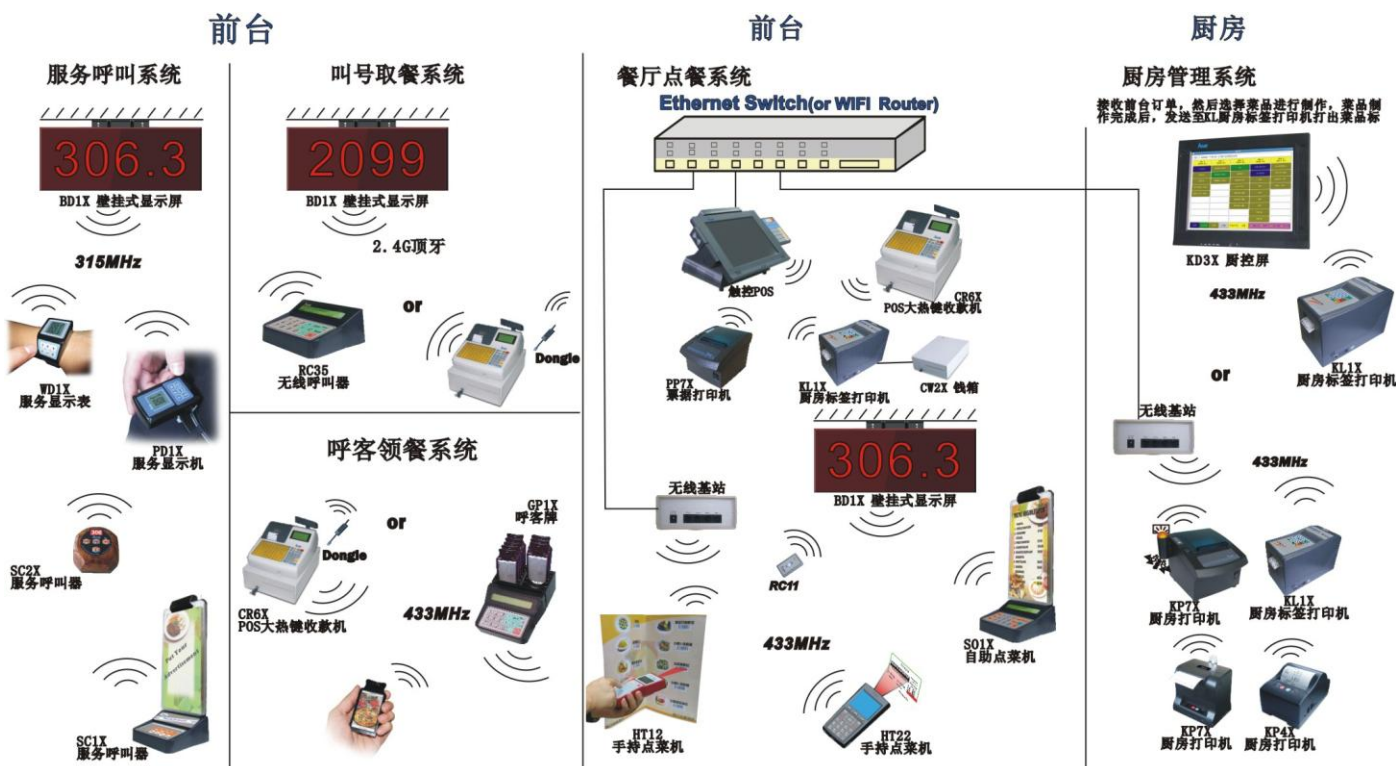 前台
服务呼叫系统
306.3
BD1X 壁挂式显示屏
315MHz
WD1X
服务显示表
PD1X
服务显示机
SC2X
服务呼叫器
Put Your
Advertisement
SC1X
服务呼叫器
叫号取餐系统
2099
BD1X 壁挂式显示屏
2.4G顶牙
RC35
无线呼叫器
or
Dongle
呼客领餐系统
Dongle
or
GP1X
呼客牌
CR6X
POS大热键收款机
433MHz
前台
餐厅点餐系统
Ethernet Switch(or WIFI Router)
触控POS
CR6X
POS大热键收款机
PP7X
票据打印机
KL1X
厨房标签打印机
CW2X 钱箱
306.3
BD1X 壁挂式显示屏
无线基站
RC11
433MHz
SO1X
自助点菜机
HT12
手持点菜机
HT22
手持点菜机
厨房
厨房管理系统
接收前台订单，然后选择菜品进行制作，菜品制
作完成后，发送至KL厨房标签打印机打出菜品标
KD3X 厨控屏
433MHz
KL1X
厨房标签打印机
or
无线基站
433MHz
KP7X
厨房打印机
KL1X
厨房标签打印机
KP7X
厨房打印机
KP4X
厨房打印机